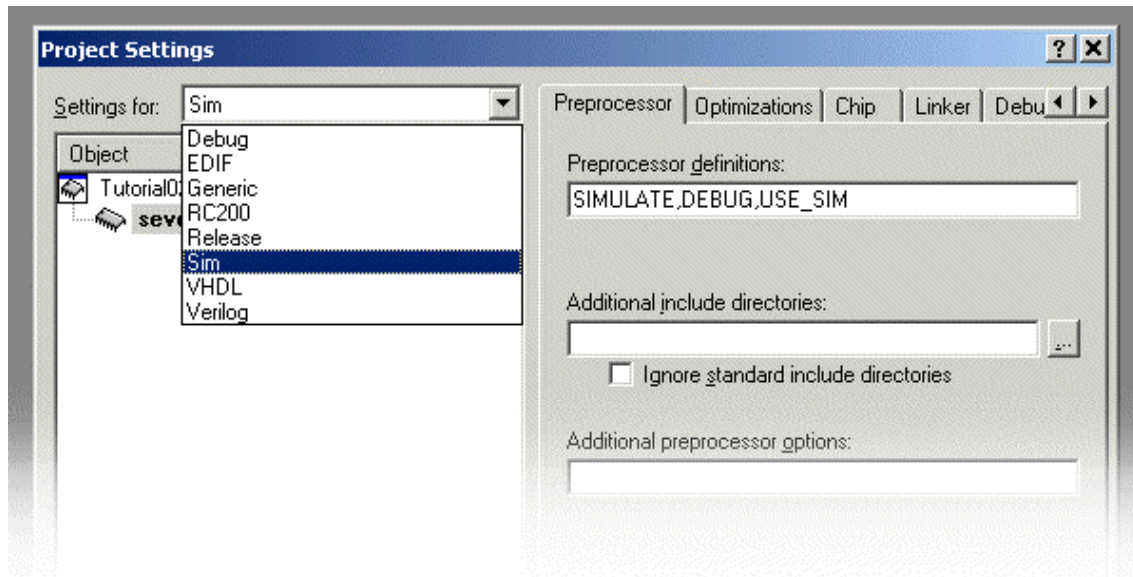 Project Settings
Settings for: Sim
Debug
EDIF
Generic
RC200
Release
Sim
VHDL
Verilog
Object
Preprocessor Optimizations Chip Linker
Preprocessor definitions:
SIMULATE,DEBUG,USE_SIM
Additional include directories:
...
Ignore standard include directories
Additional preprocessor options: